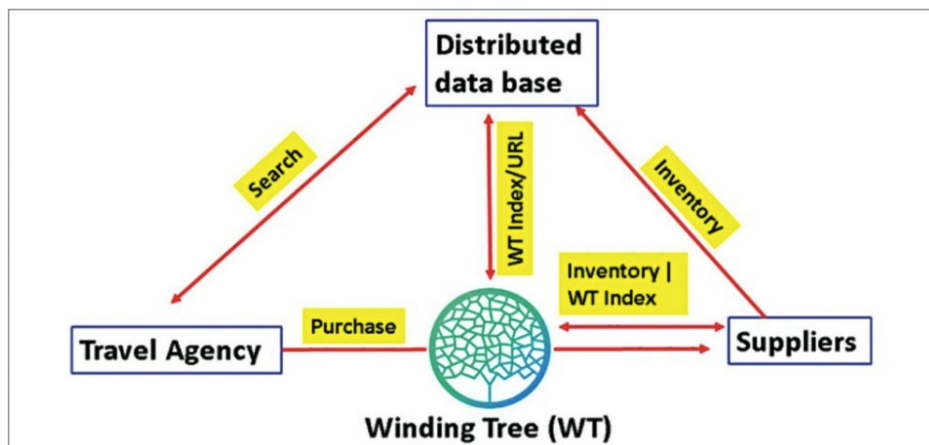 Distributed
data base
Search
WT Index/URL
Inventory
Inventory |
WT Index
Travel Agency
Purchase
Suppliers
Winding Tree (WT)